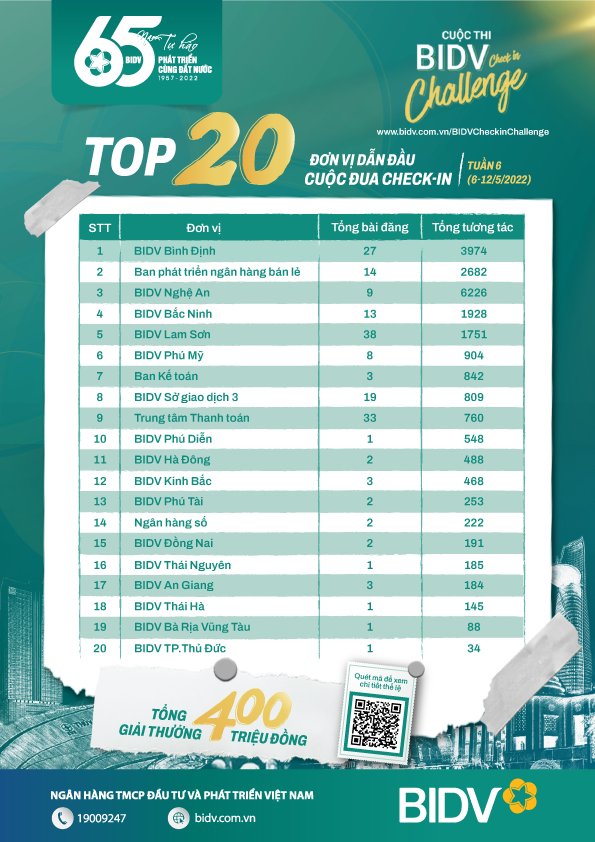 65 Năm Tự hào
BIDV PHÁT TRIỂN
CÙNG ĐẤT NƯỚC
1957-2022
CUỘC THI
BIDV Check in
Challenge
www.bidv.com.vn/BIDVCheckinChallenge
TOP 20
ĐƠN VỊ DẪN ĐẦU
CUỘC ĐUA CHECK-IN
TUẦN 6
(6-12/5/2022)
STT Đơn vị Tổng bài đăng Tổng tương tác
1 BIDV Bình Định 27 3974
2 Ban phát triển ngân hàng bán lẻ 14 2682
3 BIDV Nghệ An 9 6226
4 BIDV Bắc Ninh 13 1928
5 BIDV Lam Sơn 38 1751
6 BIDV Phú Mỹ 8 904
7 Ban Kế toán 3 842
8 BIDV Sở giao dịch 3 19 809
9 Trung tâm Thanh toán 33 760
10 BIDV Phú Diễn 1 548
11 BIDV Hà Đông 2 488
12 BIDV Kinh Bắc 3 468
13 BIDV Phú Tài 2 253
14 Ngân hàng số 2 222
15 BIDV Đồng Nai 2 191
16 BIDV Thái Nguyên 1 185
17 BIDV An Giang 3 184
18 BIDV Thái Hà 1 145
19 BIDV Bà Rịa Vũng Tàu 1 88
20 BIDV TP.Thủ Đức 1 34
TỔNG
GIẢI THƯỞNG 400 TRIỆU ĐỒNG
Quét mã để xem
chi tiết thể lệ
NGÂN HÀNG TMCP ĐẦU TƯ VÀ PHÁT TRIỂN VIỆT NAM
19009247 bidv.com.vn
BIDV